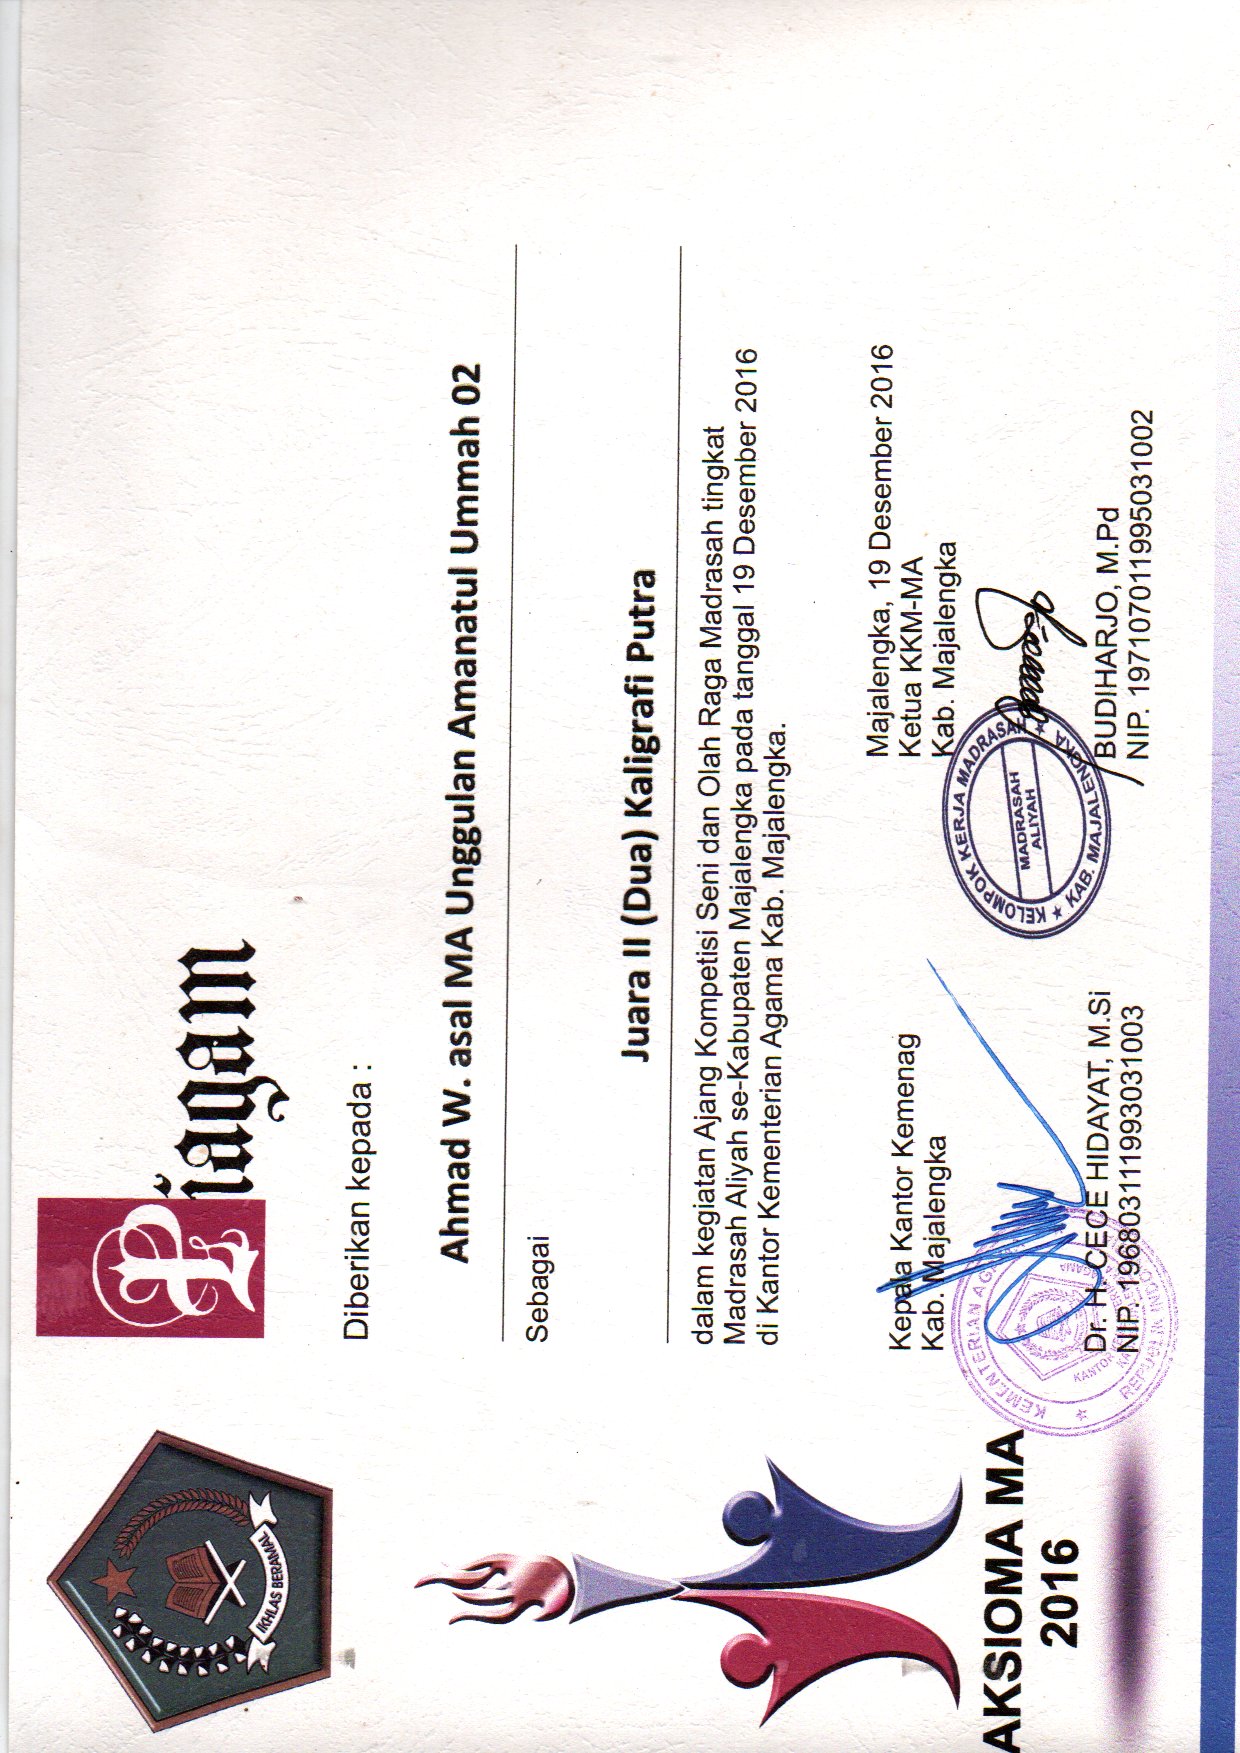 IKHLAS BERAMAL
Piagam
Diberikan kepada :
Ahmad W. asal MA Unggulan Amanatul Ummah 02
Sebagai
Juara II (Dua) Kaligrafi Putra
dalam kegiatan Ajang Kompetisi Seni dan Olah Raga Madrasah tingkat
Madrasah Aliyah se-Kabupaten Majalengka pada tanggal 19 Desember 2016
di Kantor Kementerian Agama Kab. Majalengka.
Kepala Kantor Kemenag
Kab. Majalengka
KEMENTERIAN AGAMA
REPUBLIK INDONESIA
Dr. H. CECE HIDAYAT, M.Si
NIP. 196803111993031003
Majalengka, 19 Desember 2016
Ketua KKM-MA
Kab. Majalengka
KELOMPOK KERJA MADRASAH
MADRASAH
ALIYAH
KAB. MAJALENGKA
BUDIHARJO, M.Pd
NIP. 197107011995031002
AKSIOMA MA
2016